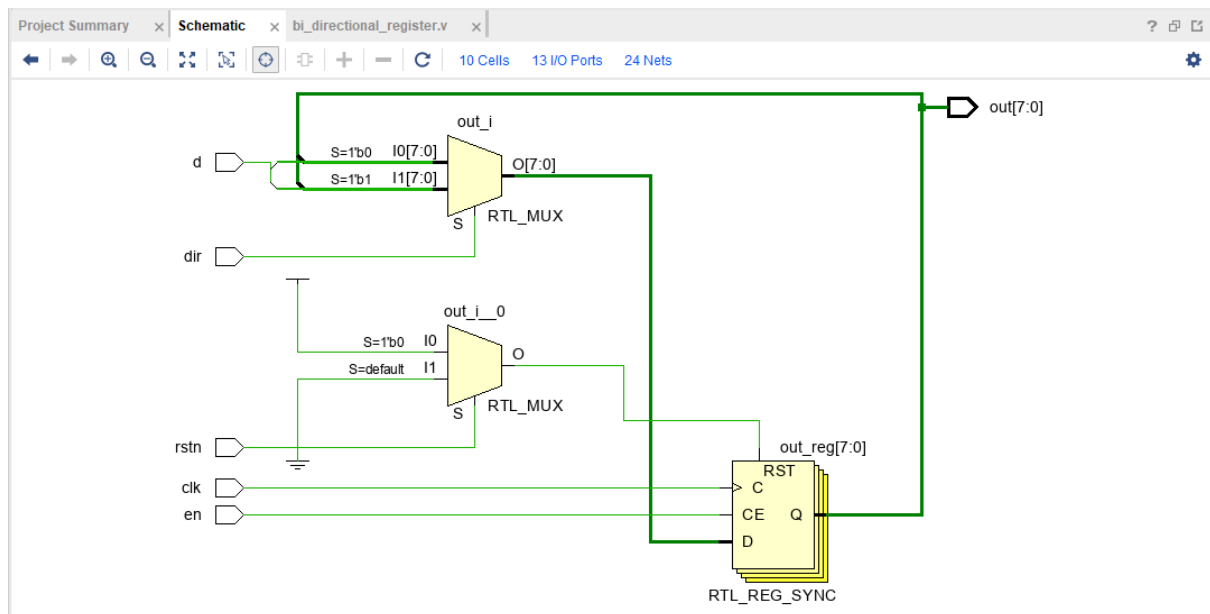 Project Summary × Schematic × bi_directional_register.v ×
? 
10 Cells 13 I/O Ports 24 Nets
out[7:0]
out_i
d
S=1'b0 I0[7:0]
O[7:0]
S=1'b1 I1[7:0]
S RTL_MUX
dir
out_i__0
S=1'b0 I0
O
S=default I1
S RTL_MUX
rstn
out_reg[7:0]
RST
clk
C
en
CE Q
D
RTL_REG_SYNC